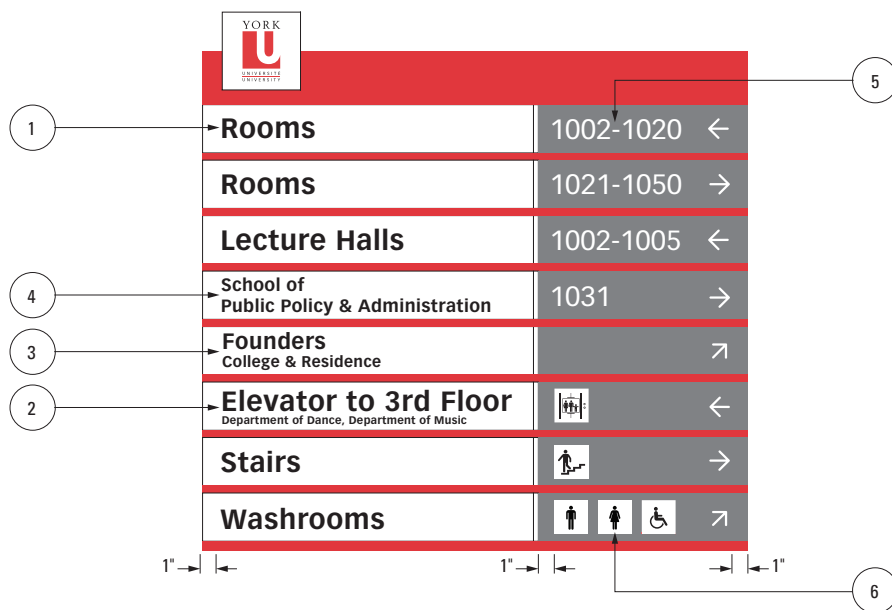 YORK
U
UNIVERSITÉ
UNIVERSITY
5
1
Rooms 1002-1020 ←
Rooms 1021-1050 →
Lecture Halls 1002-1005 ←
4
School of
Public Policy & Administration 1031 →
3
Founders
College & Residence ↗
2
Elevator to 3rd Floor ←
Department of Dance, Department of Music
Stairs →
Washrooms ↗
1" 1" 1"
6